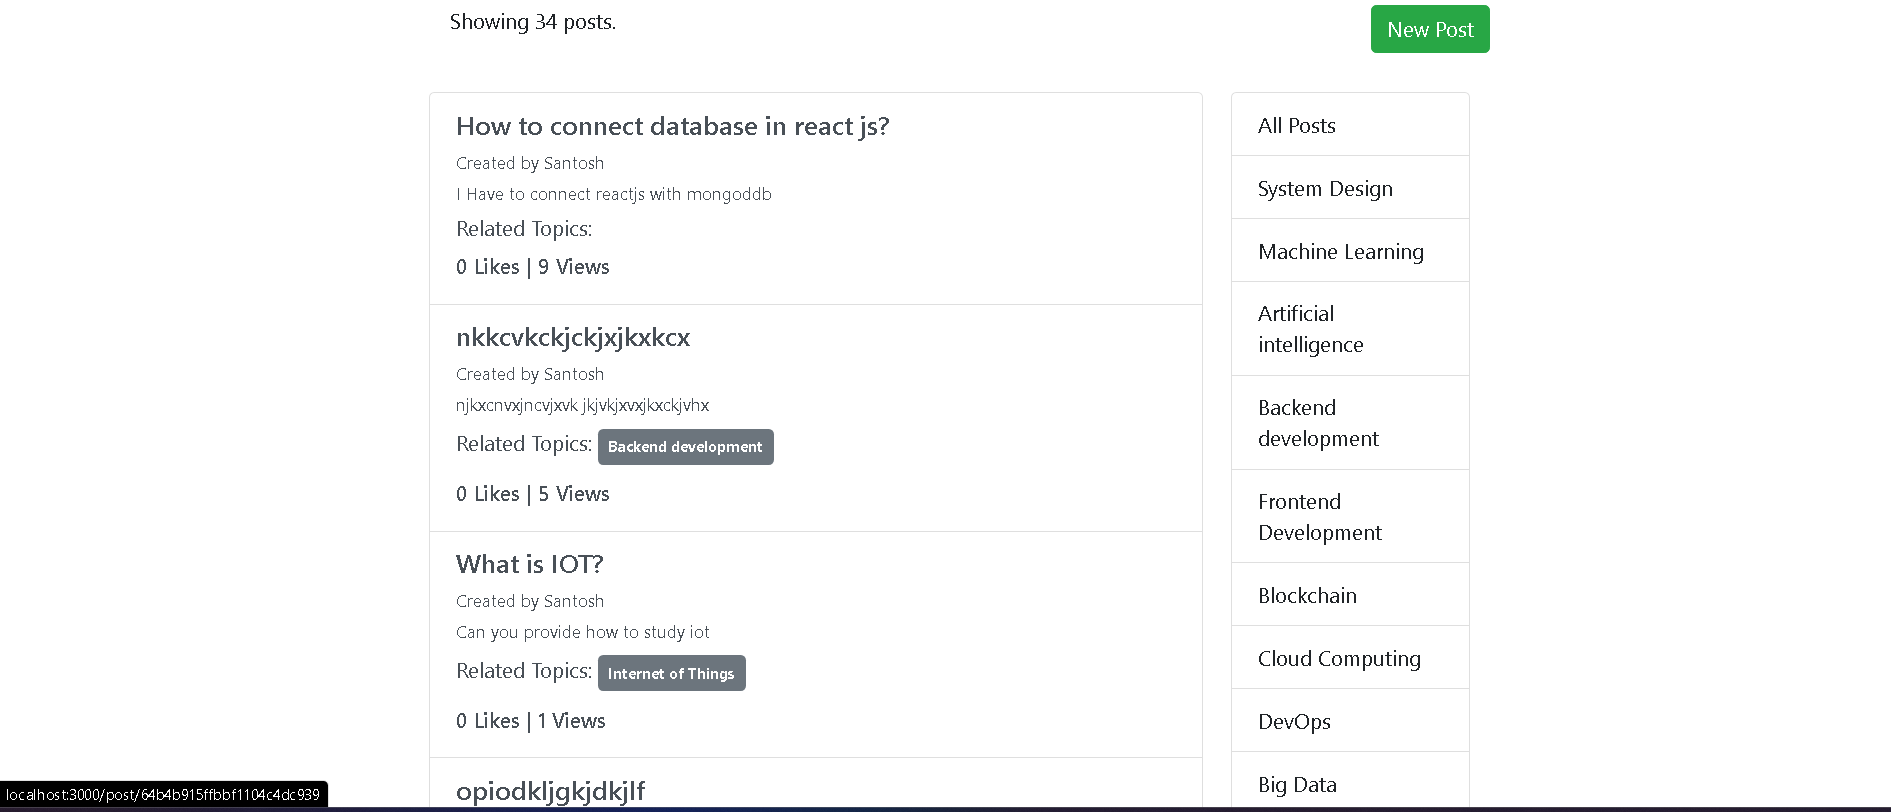 Showing 34 posts.
New Post
How to connect database in react js?
Created by Santosh
I Have to connect reactjs with mongoddb
Related Topics:
0 Likes | 9 Views
nkkcvkckjckjxjkxkcx
Created by Santosh
njkxcnvxjncvjxvk jkjvkjxvxjkxckjvhx
Related Topics: Backend development
0 Likes | 5 Views
What is IOT?
Created by Santosh
Can you provide how to study iot
Related Topics: Internet of Things
0 Likes | 1 Views
opiodkljgkjdkjlf
All Posts
System Design
Machine Learning
Artificial
intelligence
Backend
development
Frontend
Development
Blockchain
Cloud Computing
DevOps
Big Data
localhost:3000/post/64b4b915ffbbf1104c4dc939